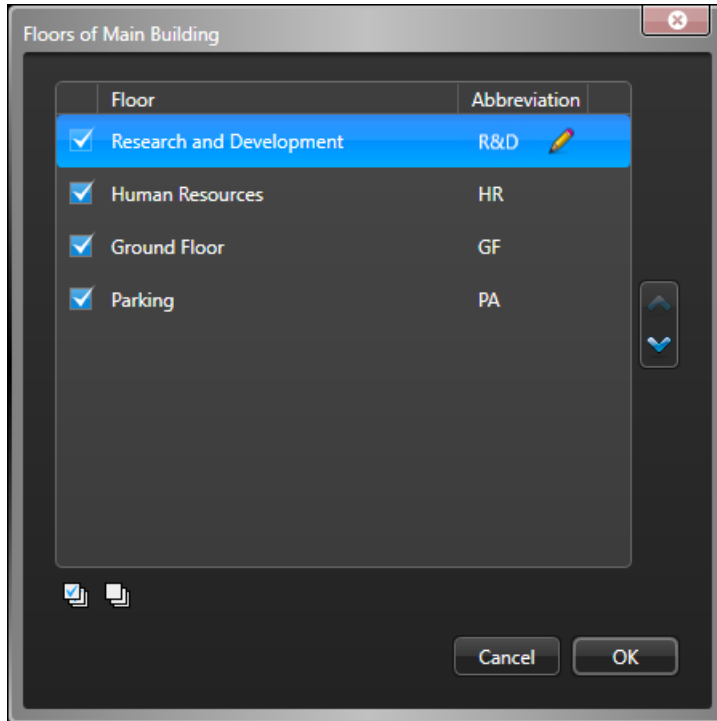 Floors of Main Building
Floor Abbreviation
Research and Development R&D
Human Resources HR
Ground Floor GF
Parking PA
Cancel OK